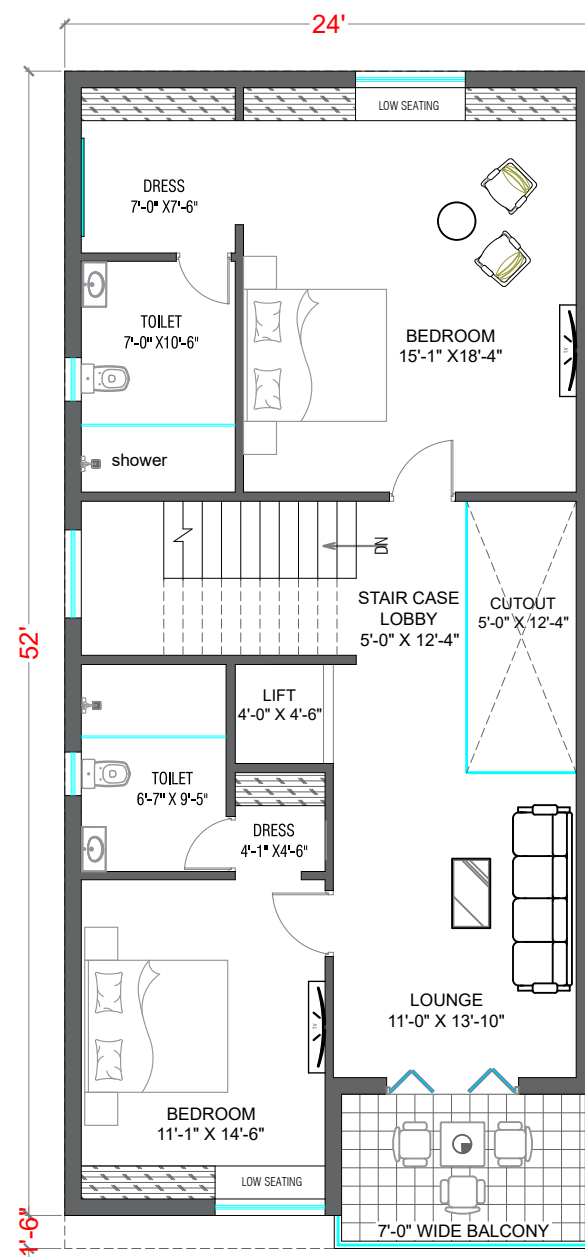 24'
LOW SEATING
DRESS
7'-0" X7'-6"
TOILET
7'-0" X10'-6"
BEDROOM
15'-1" X18'-4"
shower
DN
STAIR CASE
LOBBY
5'-0" X 12'-4"
CUTOUT
5'-0" X 12'-4"
52'
LIFT
4'-0" X 4'-6"
TOILET
6'-7" X 9'-5"
DRESS
4'-1" X4'-6"
LOUNGE
11'-0" X 13'-10"
BEDROOM
11'-1" X 14'-6"
LOW SEATING
7'-0" WIDE BALCONY
1'-6"